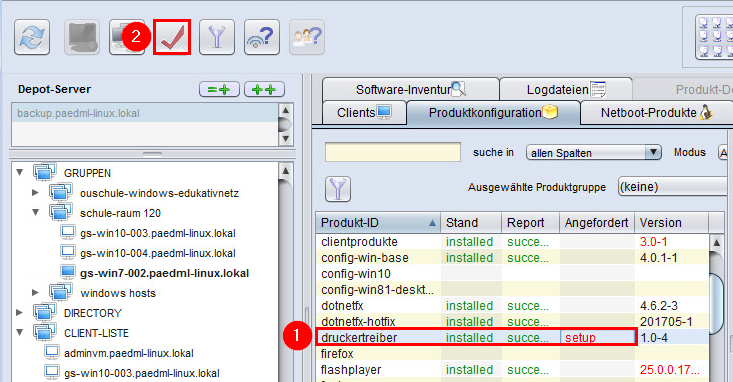 2
Depot-Server
backup.paedml-linux.lokal
GRUPPEN
ouschule-windows-edukativnetz
schule-raum 120
gs-win10-003.paedml-linux.lokal
gs-win10-004.paedml-linux.lokal
gs-win7-002.paedml-linux.lokal
windows hosts
DIRECTORY
CLIENT-LISTE
adminvm.paedml-linux.lokal
gs-win10-003.paedml-linux.lokal
Software-Inventur Logdateien Produkt-De
Clients Produktkonfiguration Netboot-Produkte
suche in allen Spalten Modus A
Ausgewählte Produktgruppe (keine)
Produkt-ID Stand Report Angefordert Version
clientprodukte installed succe... 3.0-1
config-win-base installed succe... 4.0.1-1
config-win10
config-win81-deskt...
dotnetfx installed succe... 4.6.2-3
dotnetfx-hotfix installed succe... 201705-1
1
druckertreiber installed succe... setup 1.0-4
firefox
flashplayer installed succe... 25.0.0.17...